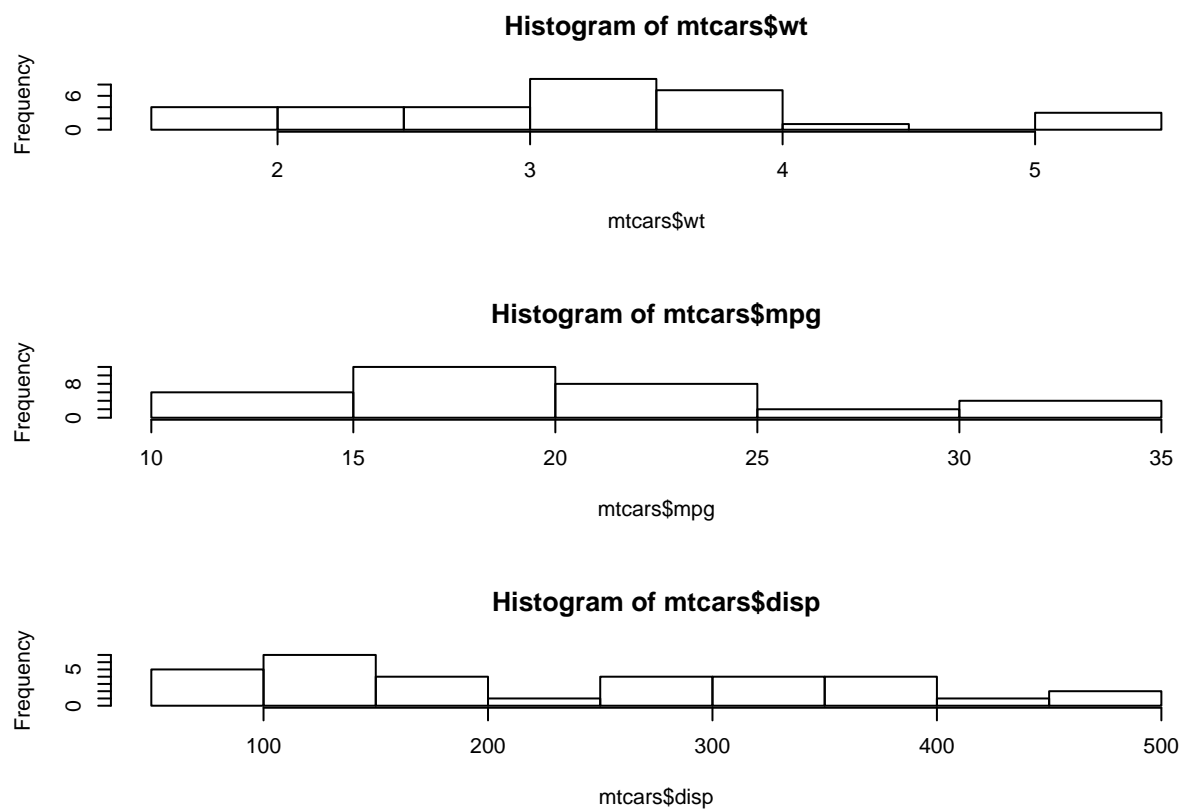 Histogram of mtcars$wt
Frequency
6
0
2 3 4 5
mtcars$wt
Histogram of mtcars$mpg
Frequency
8
0
10 15 20 25 30 35
mtcars$mpg
Histogram of mtcars$disp
Frequency
5
0
100 200 300 400 500
mtcars$disp